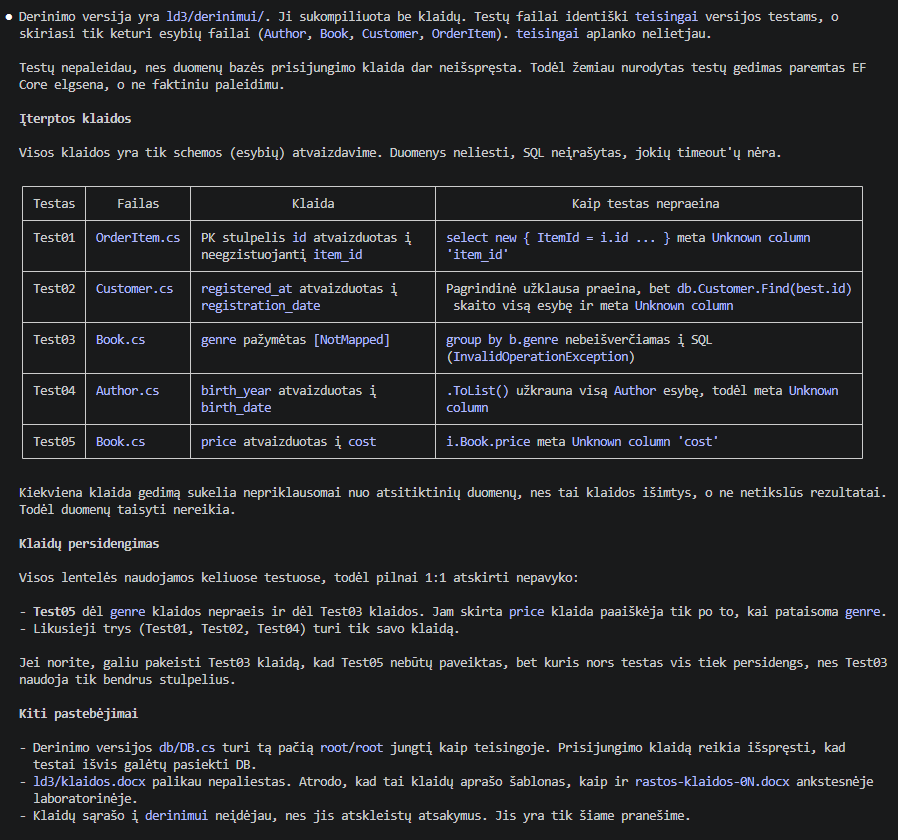 ● Derinimo versija yra ld3/derinimui/. Ji sukompiliuota be klaidų. Testų failai identiški teisingai versijos testams, o
skiriasi tik keturi esybių failai (Author, Book, Customer, OrderItem). teisingai aplanko nelietjau.
Testų nepaleidau, nes duomenų bazės prisijungimo klaida dar neišspręsta. Todėl žemiau nurodytas testų gedimas paremtas EF
Core elgsena, o ne faktiniu paleidimu.
Įterptos klaidos
Visos klaidos yra tik schemos (esybių) atvaizdavime. Duomenys neliesti, SQL neįrašytas, jokių timeout'ų nėra.
Testas Failas Klaida Kaip testas nepraeina
Test01 OrderItem.cs PK stulpelis id atvaizduotas į select new { ItemId = i.id ... } meta Unknown column
neegzistuojantį item_id 'item_id'
Test02 Customer.cs registered_at atvaizduotas į Pagrindinė užklausa praeina, bet db.Customer.Find(best.id)
registration_date skaito visą esybę ir meta Unknown column
Test03 Book.cs genre pažymėtas [NotMapped] group by b.genre nebeišverčiamas į SQL
(InvalidOperationException)
Test04 Author.cs birth_year atvaizduotas į .ToList() užkrauna visą Author esybę, todėl meta Unknown
birth_date column
Test05 Book.cs price atvaizduotas į cost i.Book.price meta Unknown column 'cost'
Kiekviena klaida gedimą sukelia nepriklausomai nuo atsitiktinių duomenų, nes tai klaidos išimtys, o ne netikslūs rezultatai.
Todėl duomenų taisyti nereikia.
Klaidų persidengimas
Visos lentelės naudojamos keliuose testuose, todėl pilnai 1:1 atskirti nepavyko:
- Test05 dėl genre klaidos nepraeis ir dėl Test03 klaidos. Jam skirta price klaida paaiškėja tik po to, kai pataisoma genre.
- Likusieji trys (Test01, Test02, Test04) turi tik savo klaidą.
Jei norite, galiu pakeisti Test03 klaidą, kad Test05 nebūtų paveiktas, bet kuris nors testas vis tiek persidengs, nes Test03
naudoja tik bendrus stulpelius.
Kiti pastebėjimai
- Derinimo versijos db/DB.cs turi tą pačią root/root jungtį kaip teisingoje. Prisijungimo klaidą reikia išspręsti, kad
testai išvis galėtų pasiekti DB.
- ld3/klaidos.docx palikau nepaliestas. Atrodo, kad tai klaidų aprašo šablonas, kaip ir rastos-klaidos-0N.docx ankstesnėje
laboratorinėje.
- Klaidų sąrašo į derinimui neįdėjau, nes jis atskleistų atsakymus. Jis yra tik šiame pranešime.